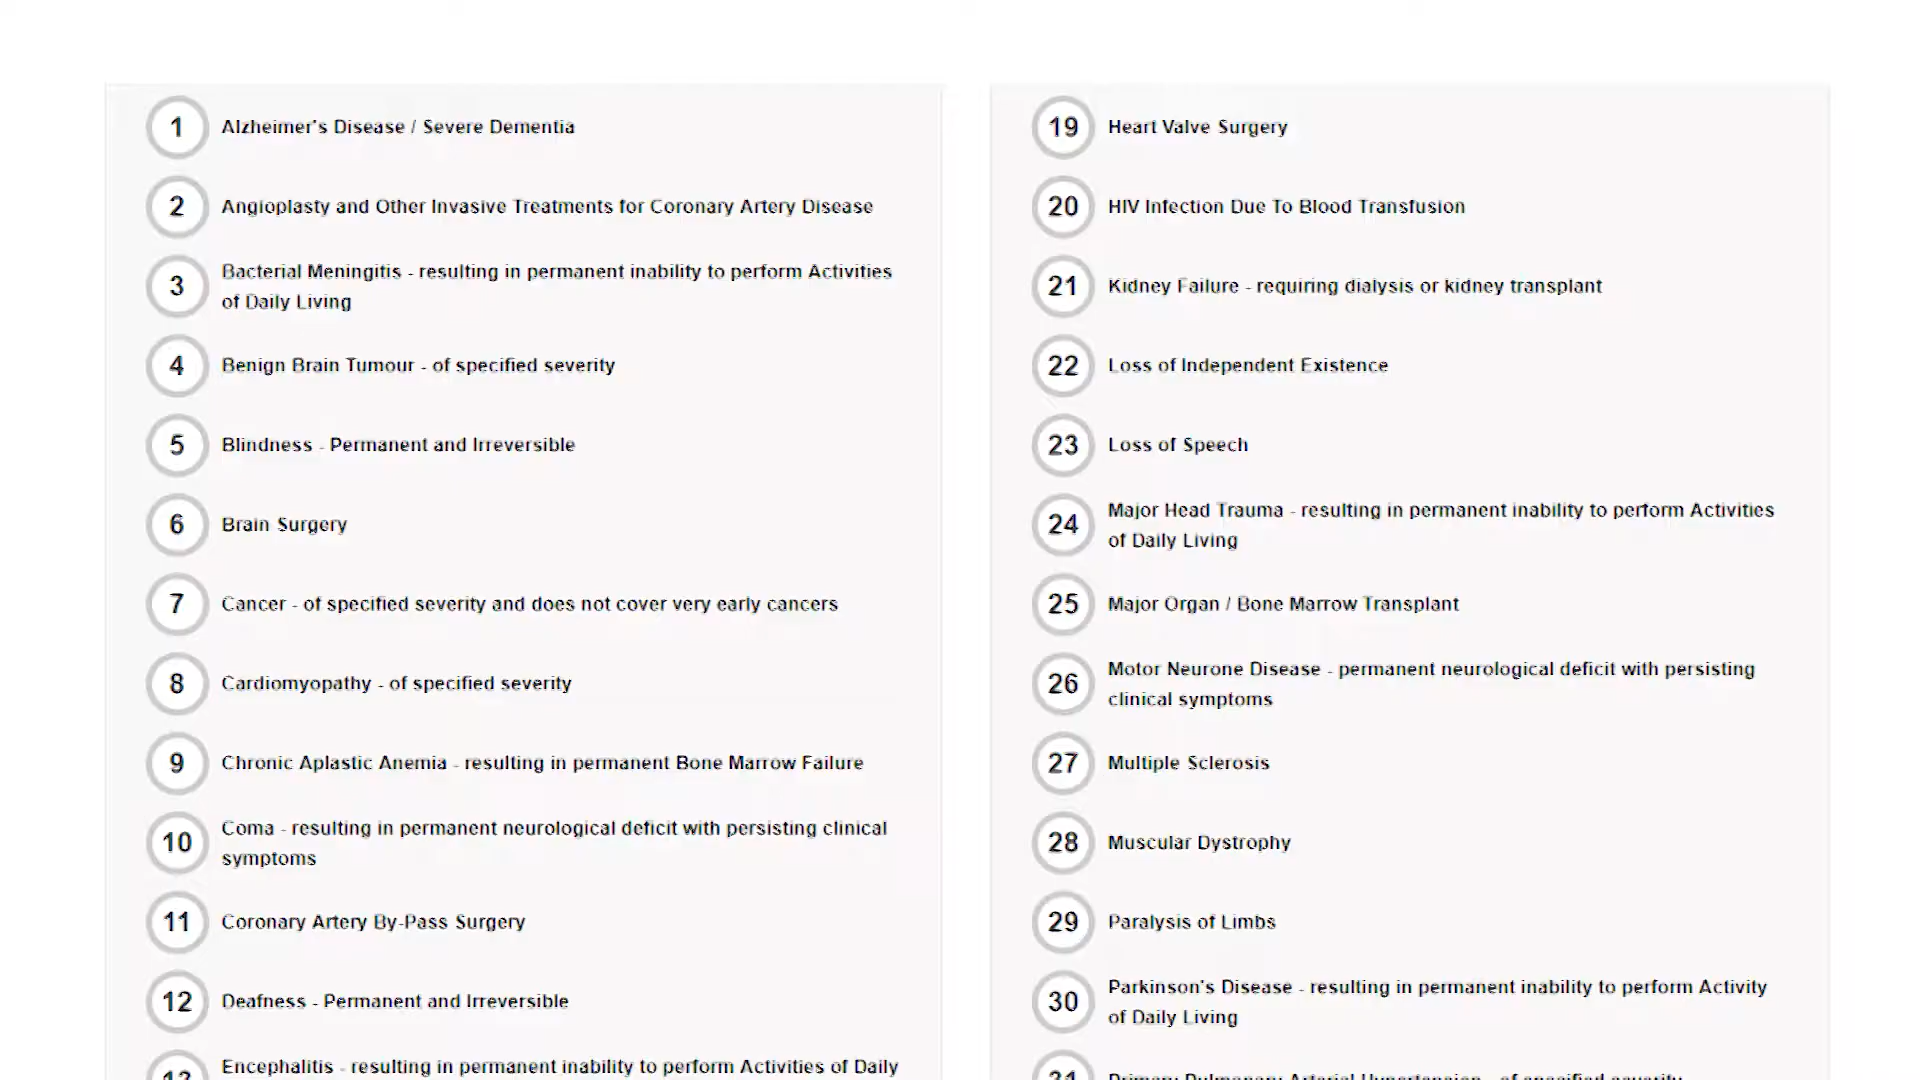 1 Alzheimer's Disease / Severe Dementia
2 Angioplasty and Other Invasive Treatments for Coronary Artery Disease
3 Bacterial Meningitis - resulting in permanent inability to perform Activities
of Daily Living
4 Benign Brain Tumour - of specified severity
5 Blindness - Permanent and Irreversible
6 Brain Surgery
7 Cancer - of specified severity and does not cover very early cancers
8 Cardiomyopathy - of specified severity
9 Chronic Aplastic Anemia - resulting in permanent Bone Marrow Failure
10 Coma - resulting in permanent neurological deficit with persisting clinical
symptoms
11 Coronary Artery By-Pass Surgery
12 Deafness - Permanent and Irreversible
13 Encephalitis - resulting in permanent inability to perform Activities of Daily
19 Heart Valve Surgery
20 HIV Infection Due To Blood Transfusion
21 Kidney Failure - requiring dialysis or kidney transplant
22 Loss of Independent Existence
23 Loss of Speech
24 Major Head Trauma - resulting in permanent inability to perform Activities
of Daily Living
25 Major Organ / Bone Marrow Transplant
26 Motor Neurone Disease - permanent neurological deficit with persisting
clinical symptoms
27 Multiple Sclerosis
28 Muscular Dystrophy
29 Paralysis of Limbs
30 Parkinson's Disease - resulting in permanent inability to perform Activity
of Daily Living
31 Primary Pulmonary Arterial Hypertension - of specified severity